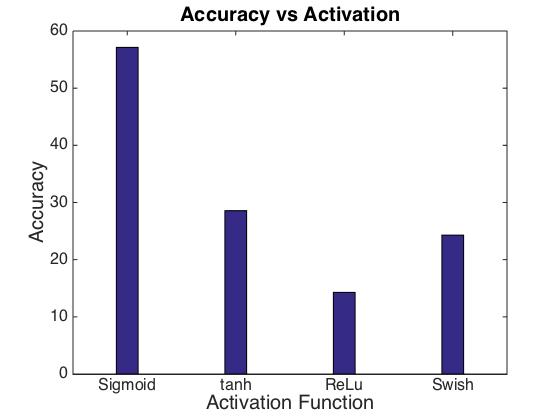 Accuracy vs Activation
60
50
40
30
20
10
0
Accuracy
Sigmoid tanh ReLu Swish
Activation Function